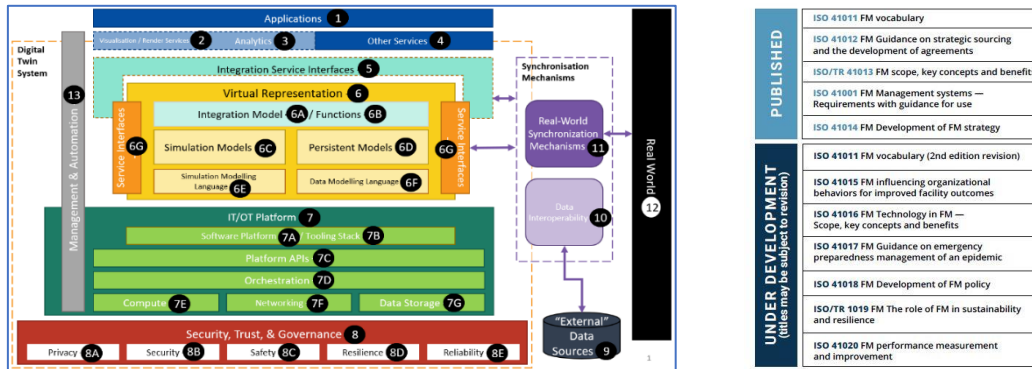 Applications 1
Visualisation / Render Services 2
Analytics 3
Other Services 4
Digital
Twin
System
13
Management & Automation
Integration Service Interfaces 5
Virtual Representation 6
Integration Model 6A / Functions 6B
Service Interfaces 6G
Simulation Models 6C
Persistent Models 6D
Simulation Modelling
Language 6E
Data Modelling Language 6F
6G Service Interfaces
Synchronisation
Mechanisms
Real-World
Synchronization
Mechanisms
11
Data
Interoperability
10
Real World 12
IT/OT Platform 7
Software Platform 7A / Tooling Stack 7B
Platform APIs 7C
Orchestration 7D
Compute 7E
Networking 7F
Data Storage 7G
Security, Trust, & Governance 8
Privacy 8A
Security 8B
Safety 8C
Resilience 8D
Reliability 8E
"External"
Data
Sources
9
1
PUBLISHED
ISO 41011 FM vocabulary
ISO 41012 FM Guidance on strategic sourcing
and the development of agreements
ISO/TR 41013 FM scope, key concepts and benefit
ISO 41001 FM Management systems —
Requirements with guidance for use
ISO 41014 FM Development of FM strategy
UNDER DEVELOPMENT
(titles may be subject to revision)
ISO 41011 FM vocabulary (2nd edition revision)
ISO 41015 FM influencing organizational
behaviors for improved facility outcomes
ISO 41016 FM Technology in FM —
Scope, key concepts and benefits
ISO 41017 FM Guidance on emergency
preparedness management of an epidemic
ISO 41018 FM Development of FM policy
ISO/TR 1019 FM The role of FM in sustainability
and resilience
ISO 41020 FM performance measurement
and improvement